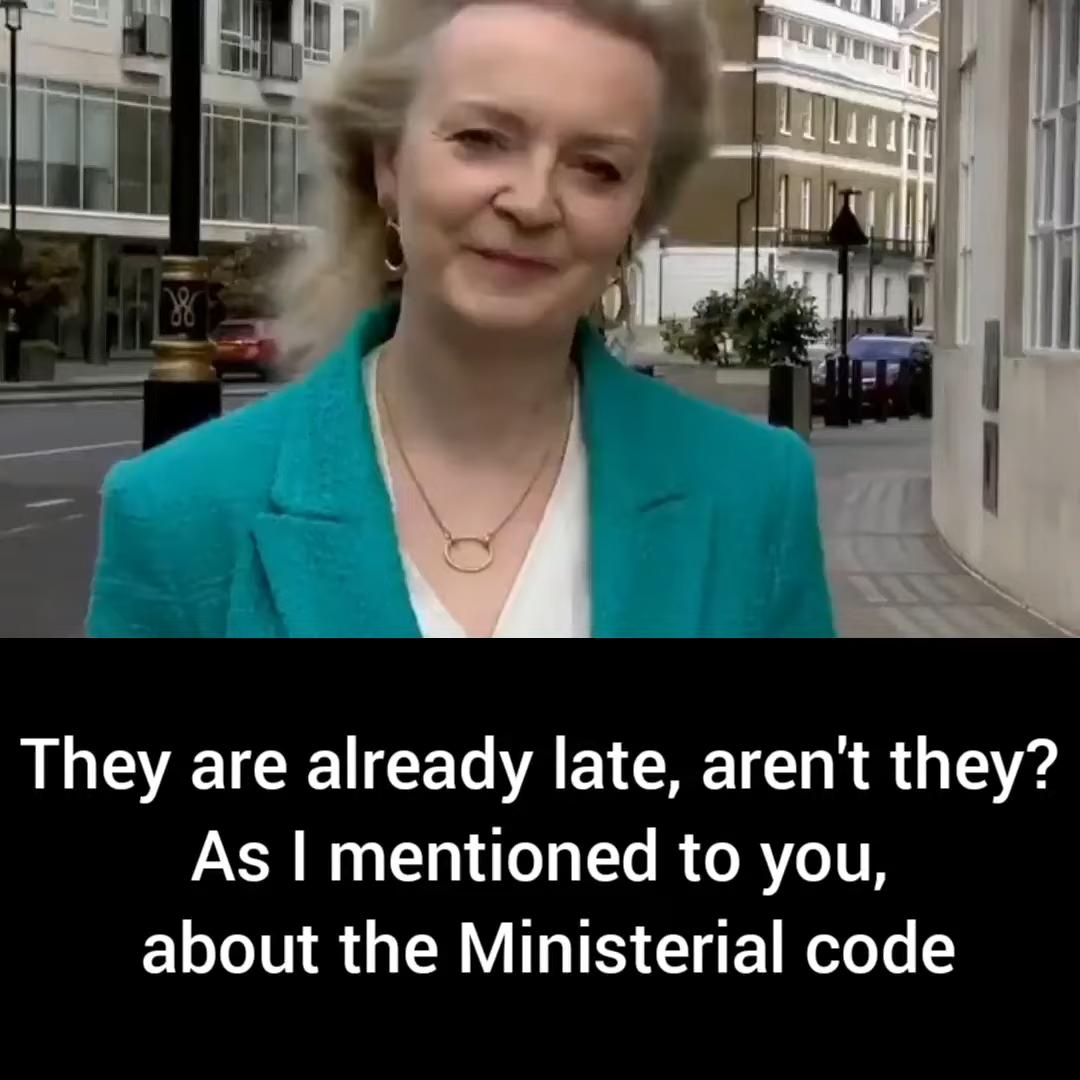 They are already late, aren't they?
As I mentioned to you,
about the Ministerial code